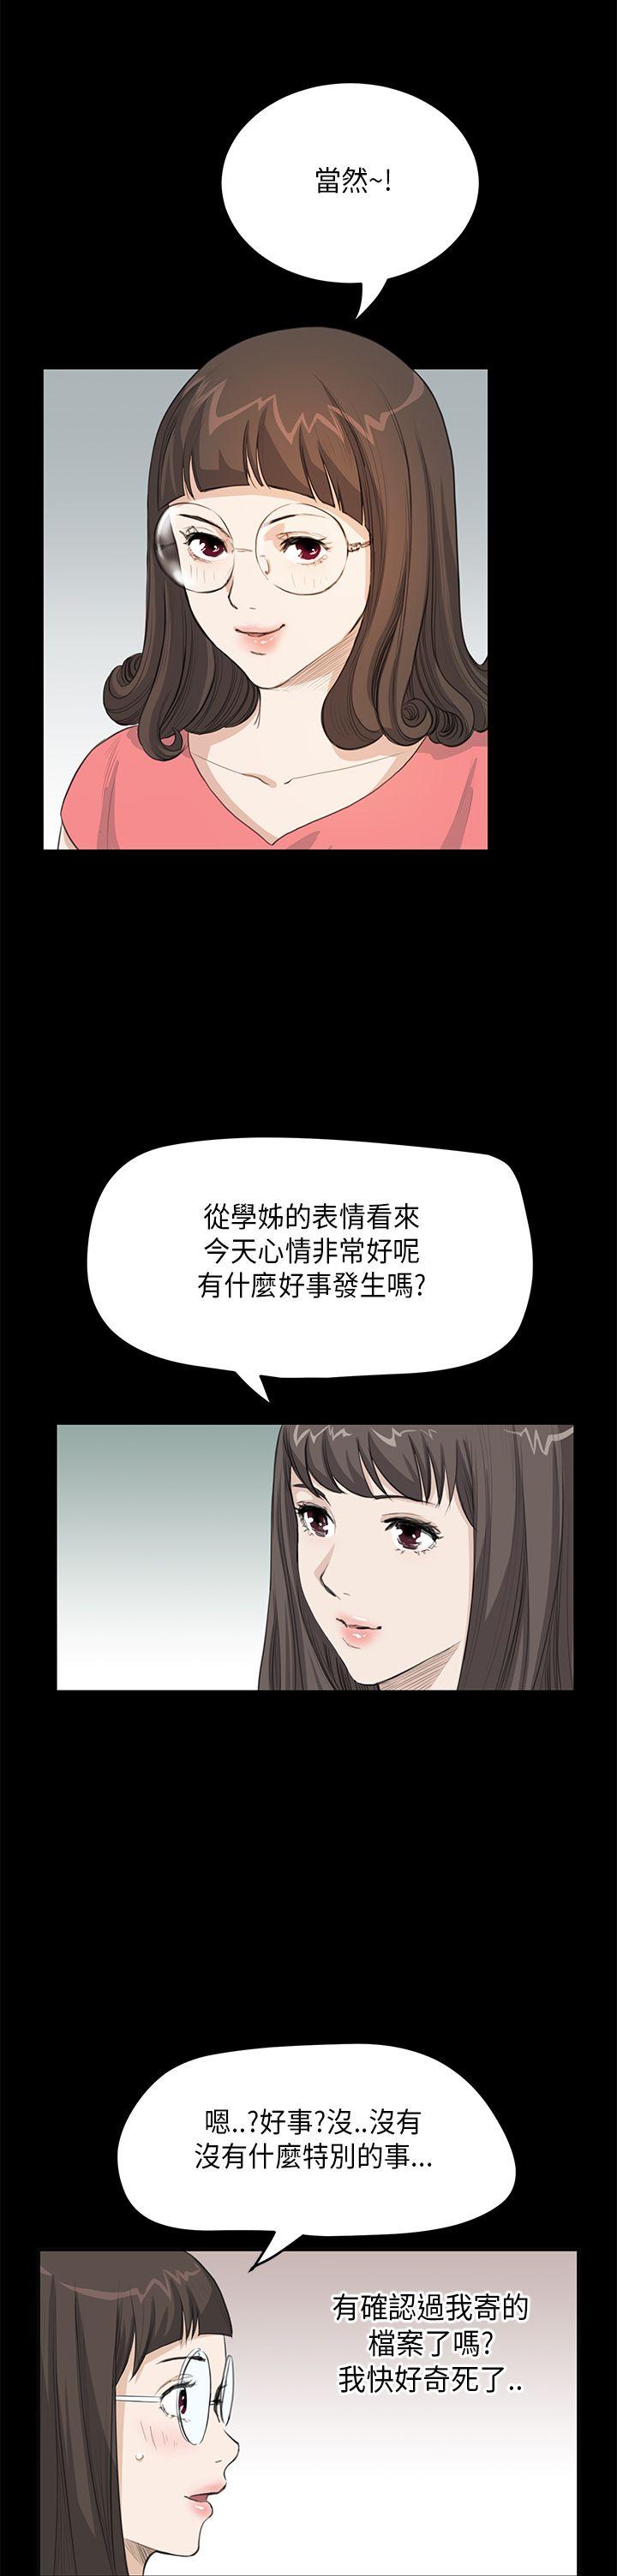 當然~!
從學姊的表情看來
今天心情非常好呢
有什麼好事發生嗎?
嗯..?好事?沒..沒有
沒有什麼特別的事...
有確認過我寄的
檔案了嗎?
我快好奇死了..